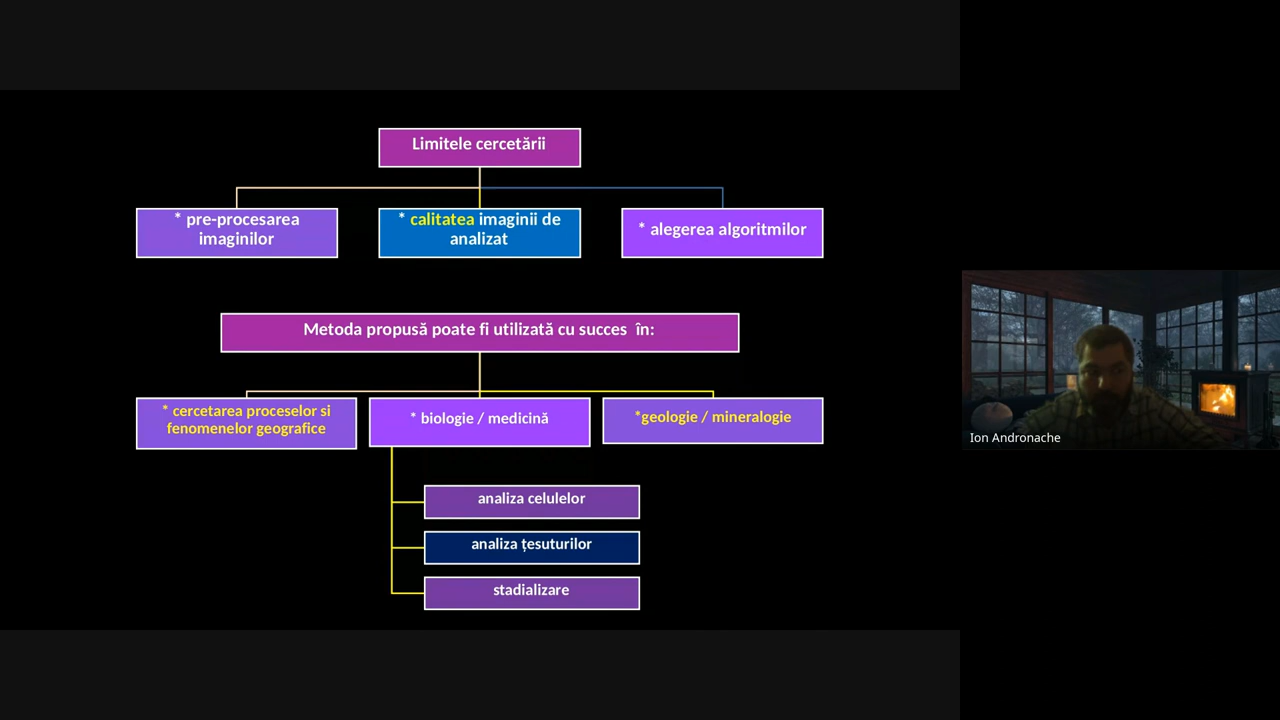 Limitele cercetării
* pre-procesarea
imaginilor
* calitatea imaginii de
analizat
* alegerea algoritmilor
Metoda propusă poate fi utilizată cu succes în:
* cercetarea proceselor si
fenomenelor geografice
* biologie / medicină
*geologie / mineralogie
analiza celulelor
analiza țesuturilor
stadializare
Ion Andronache